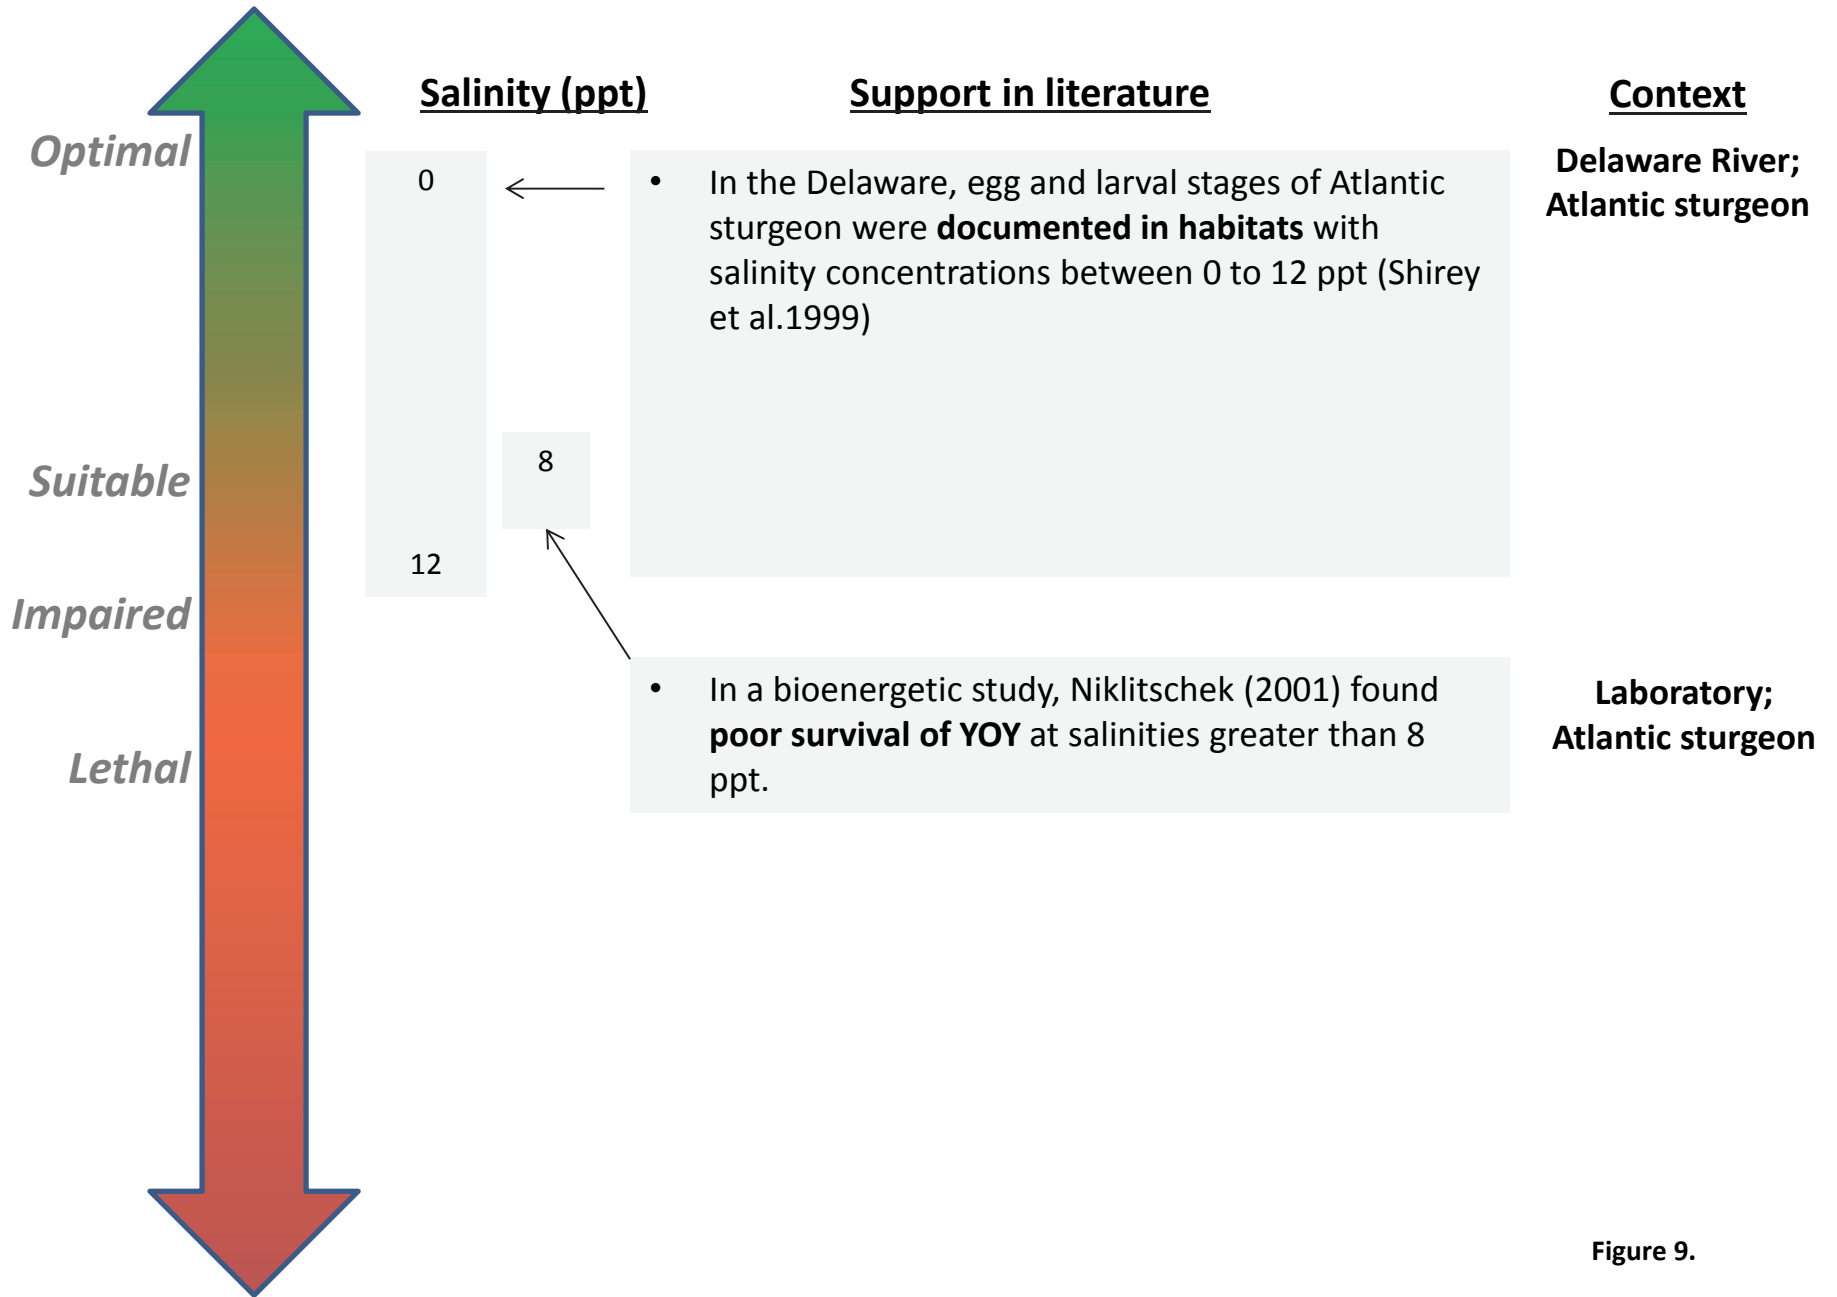 Salinity (ppt)
Support in literature
Context
Optimal
Suitable
Impaired
Lethal
0
12
8
• In the Delaware, egg and larval stages of Atlantic
sturgeon were documented in habitats with
salinity concentrations between 0 to 12 ppt (Shirey
et al.1999)
Delaware River;
Atlantic sturgeon
• In a bioenergetic study, Niklitschek (2001) found
poor survival of YOY at salinities greater than 8
ppt.
Laboratory;
Atlantic sturgeon
Figure 9.